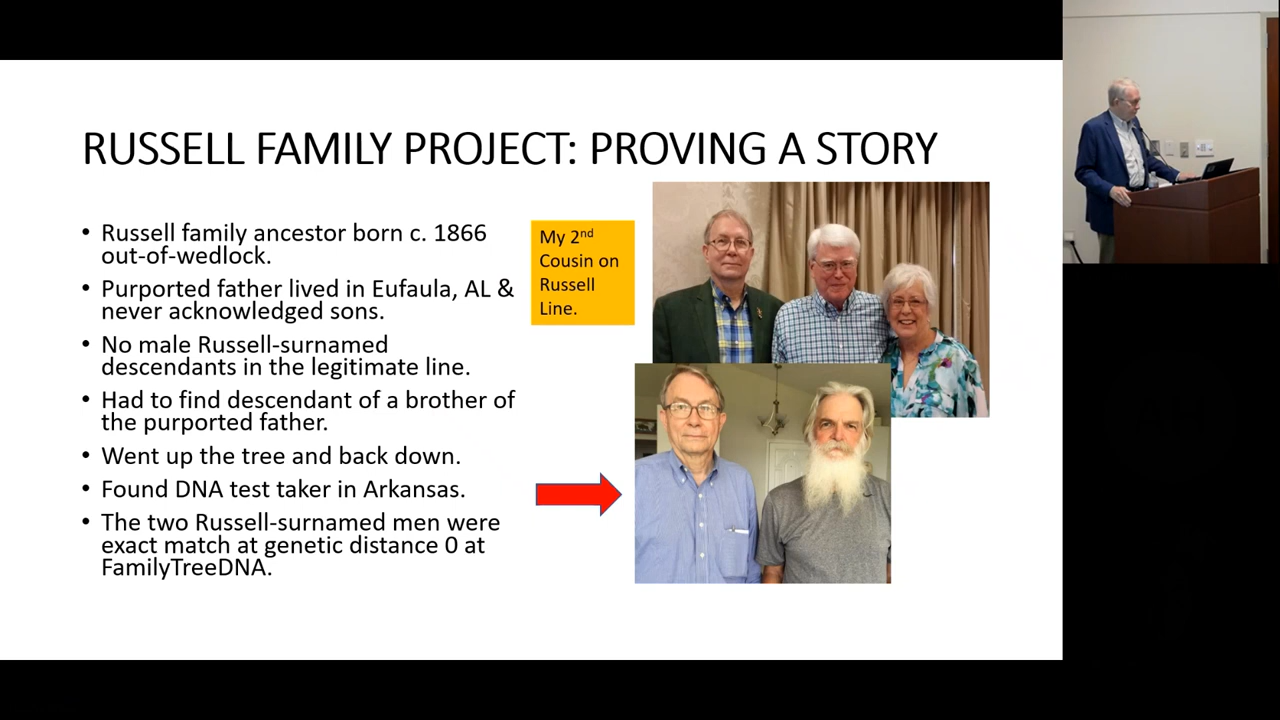 RUSSELL FAMILY PROJECT: PROVING A STORY
• Russell family ancestor born c. 1866
out-of-wedlock.
• Purported father lived in Eufaula, AL &
never acknowledged sons.
• No male Russell-surnamed
descendants in the legitimate line.
• Had to find descendant of a brother of
the purported father.
• Went up the tree and back down.
• Found DNA test taker in Arkansas.
• The two Russell-surnamed men were
exact match at genetic distance 0 at
FamilyTreeDNA.
My 2nd
Cousin on
Russell
Line.